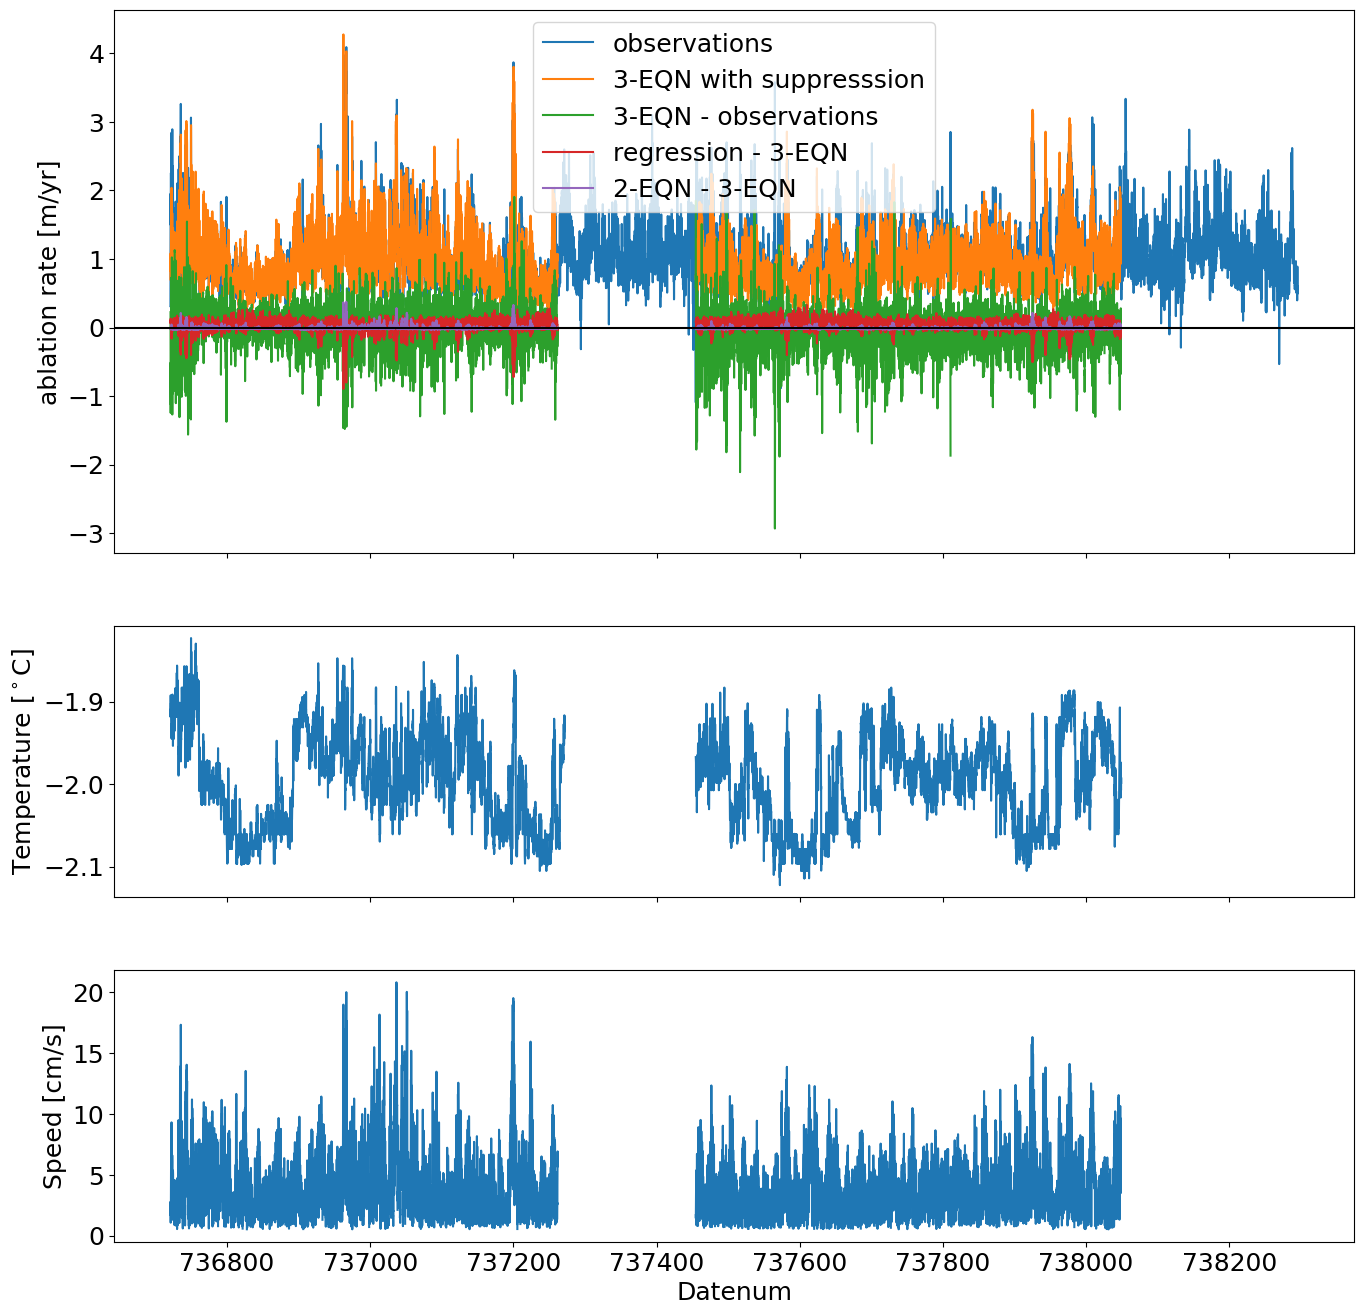 4
3
2
1
0
−1
−2
−3
ablation rate [m/yr]
observations
3-EQN with suppresssion
3-EQN - observations
regression - 3-EQN
2-EQN - 3-EQN
−1.9
−2.0
−2.1
Temperature [°C]
20
15
10
5
0
Speed [cm/s]
736800 737000 737200 737400 737600 737800 738000 738200
Datenum